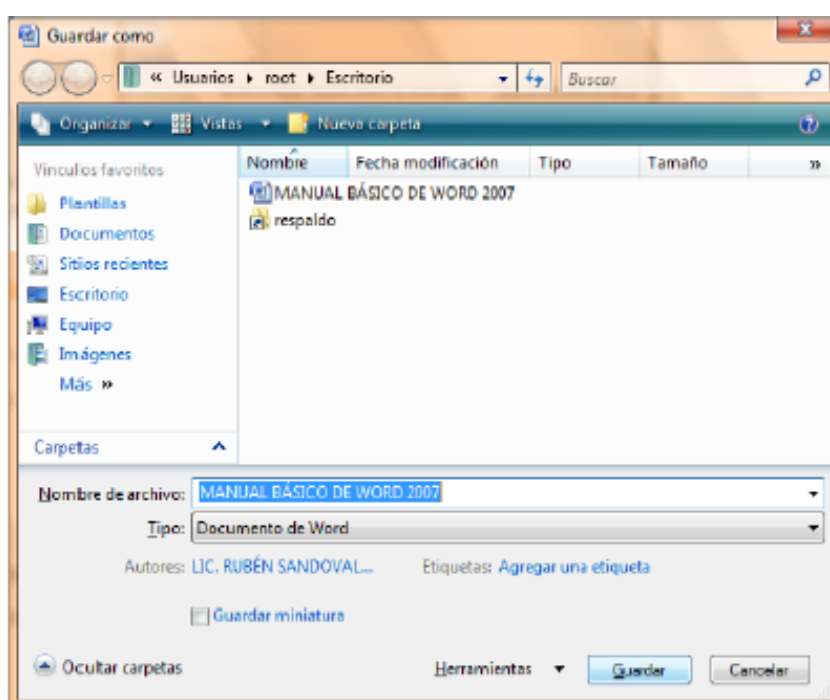 Guardar como
« Usuarios ▸ root ▸ Escritorio
Buscar
Organizar
Vistas
Nueva carpeta
Vínculos favoritos
Plantillas
Documentos
Sitios recientes
Escritorio
Equipo
Imágenes
Más »
Carpetas
Nombre Fecha modificación Tipo Tamaño »
MANUAL BÁSICO DE WORD 2007
respaldo
Nombre de archivo: MANUAL BÁSICO DE WORD 2007
Tipo: Documento de Word
Autores: LIC. RUBÉN SANDOVAL... Etiquetas: Agregar una etiqueta
Guardar miniatura
Ocultar carpetas Herramientas Guardar Cancelar